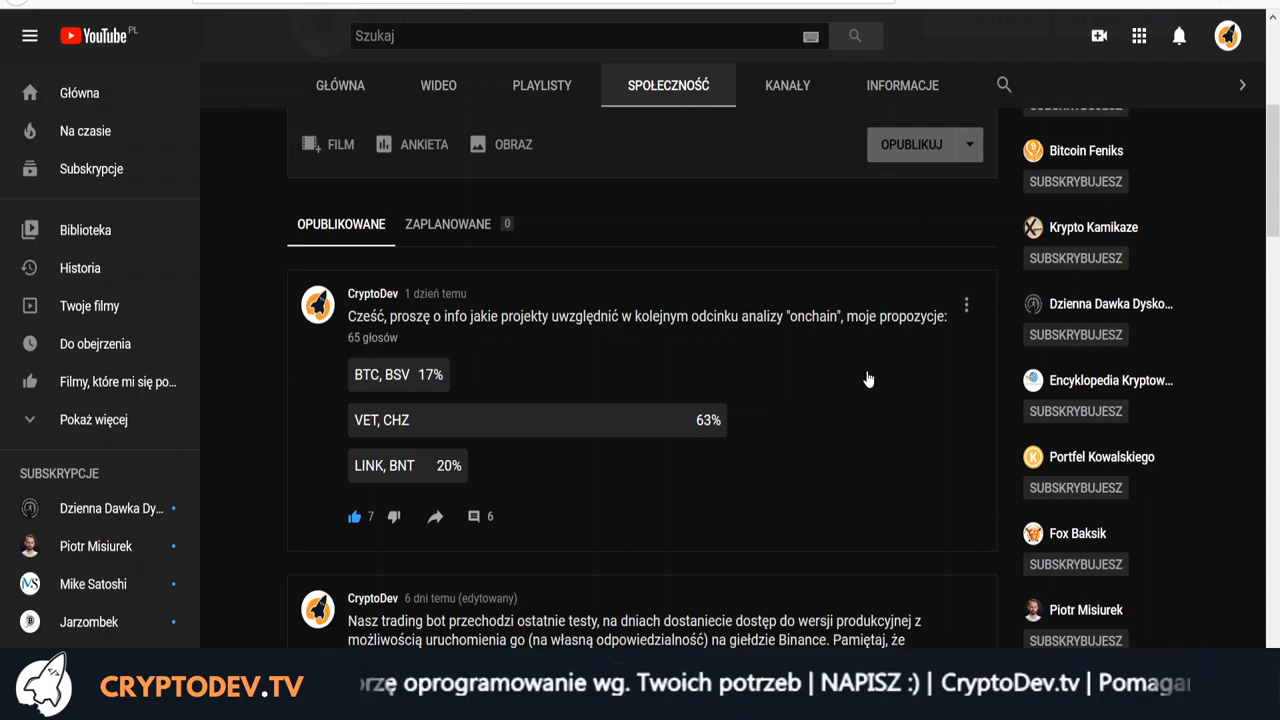 YouTube PL
Szukaj
GŁÓWNA
WIDEO
PLAYLISTY
SPOŁECZNOŚĆ
KANAŁY
INFORMACJE
Główna
Na czasie
Subskrypcje
Biblioteka
Historia
Twoje filmy
Do obejrzenia
Filmy, które mi się po...
Pokaż więcej
SUBSKRYPCJE
Dzienna Dawka Dy...
Piotr Misiurek
Mike Satoshi
Jarzombek
FILM
ANKIETA
OBRAZ
OPUBLIKUJ
OPUBLIKOWANE
ZAPLANOWANE 0
CryptoDev 1 dzień temu
Cześć, proszę o info jakie projekty uwzględnić w kolejnym odcinku analizy "onchain", moje propozycje:
65 głosów
BTC, BSV 17%
VET, CHZ 63%
LINK, BNT 20%
7
6
CryptoDev 6 dni temu (edytowany)
Nasz trading bot przechodzi ostatnie testy, na dniach dostaniecie dostęp do wersji produkcyjnej z
możliwością uruchomienia go (na własną odpowiedzialność) na giełdzie Binance. Pamiętaj, że
SUBSKRYBUJESZ
Bitcoin Feniks
SUBSKRYBUJESZ
Krypto Kamikaze
SUBSKRYBUJESZ
Dzienna Dawka Dysko...
SUBSKRYBUJESZ
Encyklopedia Kryptow...
SUBSKRYBUJESZ
Portfel Kowalskiego
SUBSKRYBUJESZ
Fox Baksik
SUBSKRYBUJESZ
Piotr Misiurek
SUBSKRYBUJESZ
CRYPTODEV.TV
orzę oprogramowanie wg. Twoich potrzeb | NAPISZ :) | CryptoDev.tv | Pomagar